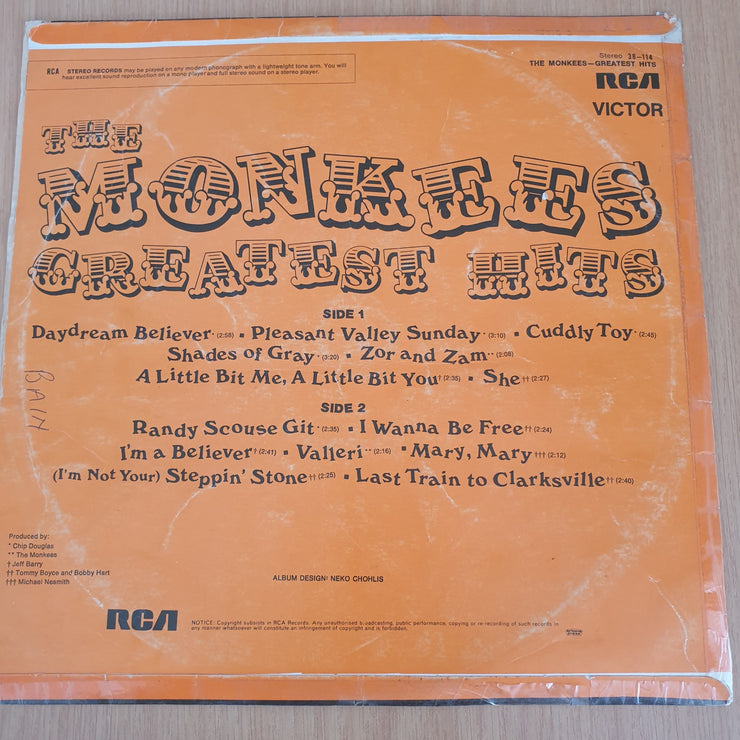 RCA STEREO RECORDS may be played on any modern phonograph with a lightweight tone arm. You will
hear excellent sound reproduction on a mono player and full stereo sound on a stereo player.
Stereo 38-114
THE MONKEES—GREATEST HITS
RCA
VICTOR
THE
MONKEES
GREATEST HITS
SIDE 1
Daydream Believer* (2:58) ▪ Pleasant Valley Sunday* (3:10) ▪ Cuddly Toy* (2:45)
Shades of Gray* (3:20) ▪ Zor and Zam** (2:08)
A Little Bit Me, A Little Bit You† (2:35) ▪ She†† (2:27)
SIDE 2
Randy Scouse Git* (2:35) ▪ I Wanna Be Free†† (2:24)
I'm a Believer† (2:41) ▪ Valleri** (2:16) ▪ Mary, Mary††† (2:12)
(I'm Not Your) Steppin' Stone†† (2:25) ▪ Last Train to Clarksville†† (2:40)
BAIN
Produced by:
* Chip Douglas
** The Monkees
† Jeff Barry
†† Tommy Boyce and Bobby Hart
††† Michael Nesmith
ALBUM DESIGN: NEKO CHOHLIS
RCA
NOTICE: Copyright subsists in RCA Records. Any unauthorised broadcasting, public performance, copying or re-recording of such records in
any manner whatsoever will constitute an infringement of copyright and is forbidden.